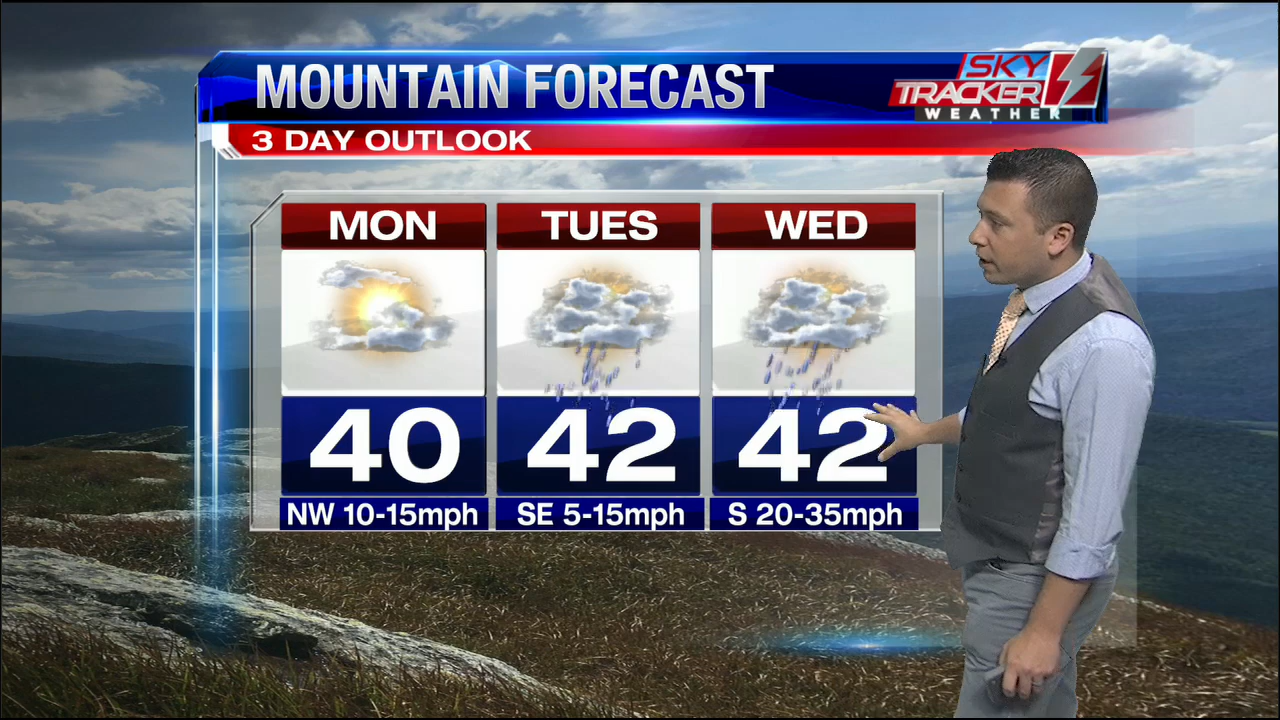 MOUNTAIN FORECAST
SKY
TRACKER
WEATHER
3 DAY OUTLOOK
MON TUES WED
40 42 42
NW 10-15mph SE 5-15mph S 20-35mph